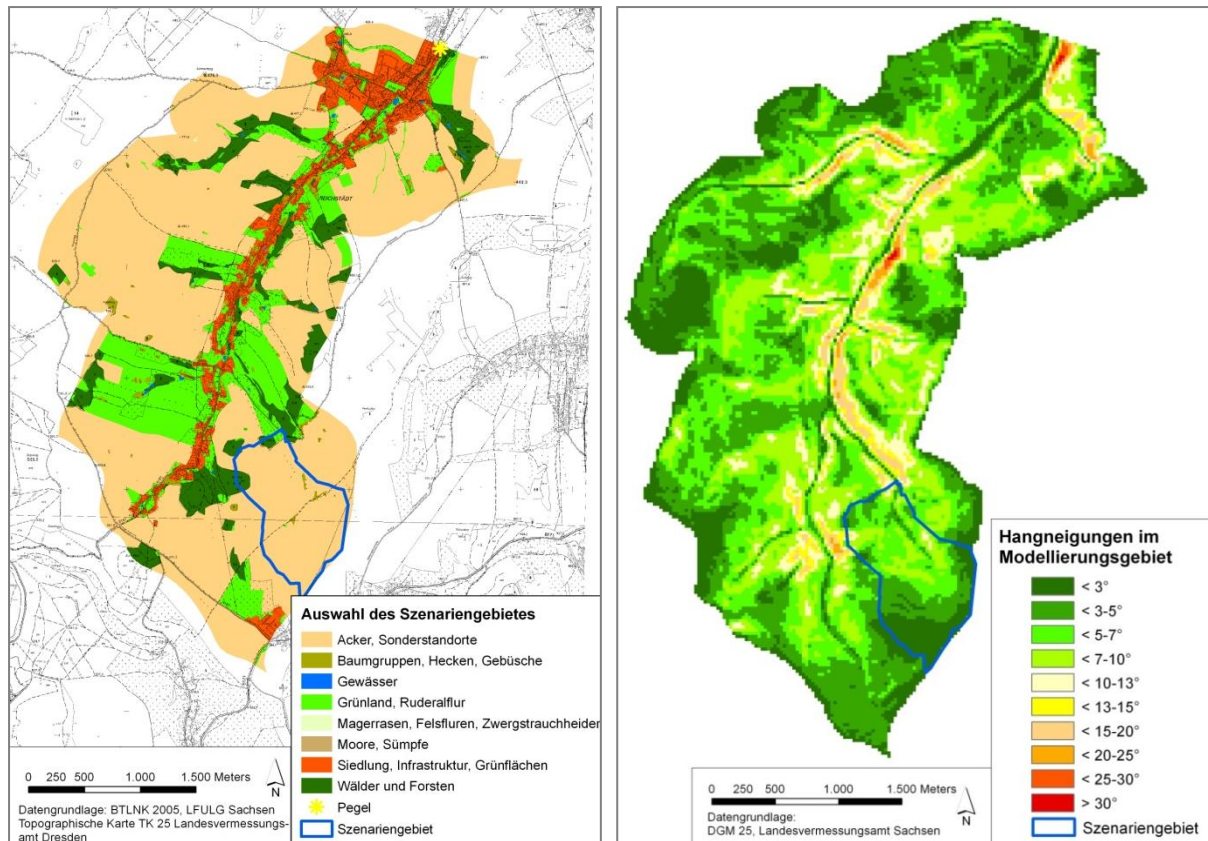 REICHSTÄDT
Auswahl des Szenariengebietes
Acker, Sonderstandorte
Baumgruppen, Hecken, Gebüsche
Gewässer
Grünland, Ruderalflur
Magerrasen, Felsfluren, Zwergstrauchheiden
Moore, Sümpfe
Siedlung, Infrastruktur, Grünflächen
Wälder und Forsten
Pegel
Szenariengebiet
0 250 500 1.000 1.500 Meters
N
Datengrundlage: BTLNK 2005, LFULG Sachsen
Topographische Karte TK 25 Landesvermessungs-
amt Dresden
Hangneigungen im
Modellierungsgebiet
< 3°
< 3-5°
< 5-7°
< 7-10°
< 10-13°
< 13-15°
< 15-20°
< 20-25°
< 25-30°
> 30°
Szenariengebiet
0 250 500 1.000 1.500 Meters
Datengrundlage:
DGM 25, Landesvermessungsamt Sachsen
N